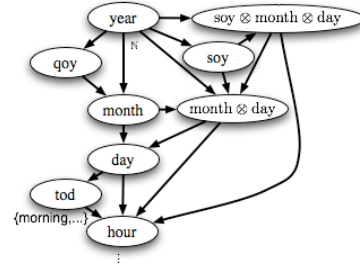 year
soy ⊗ month ⊗ day
ℕ
qoy
soy
month
month ⊗ day
day
tod
{morning,...}
hour
⋮